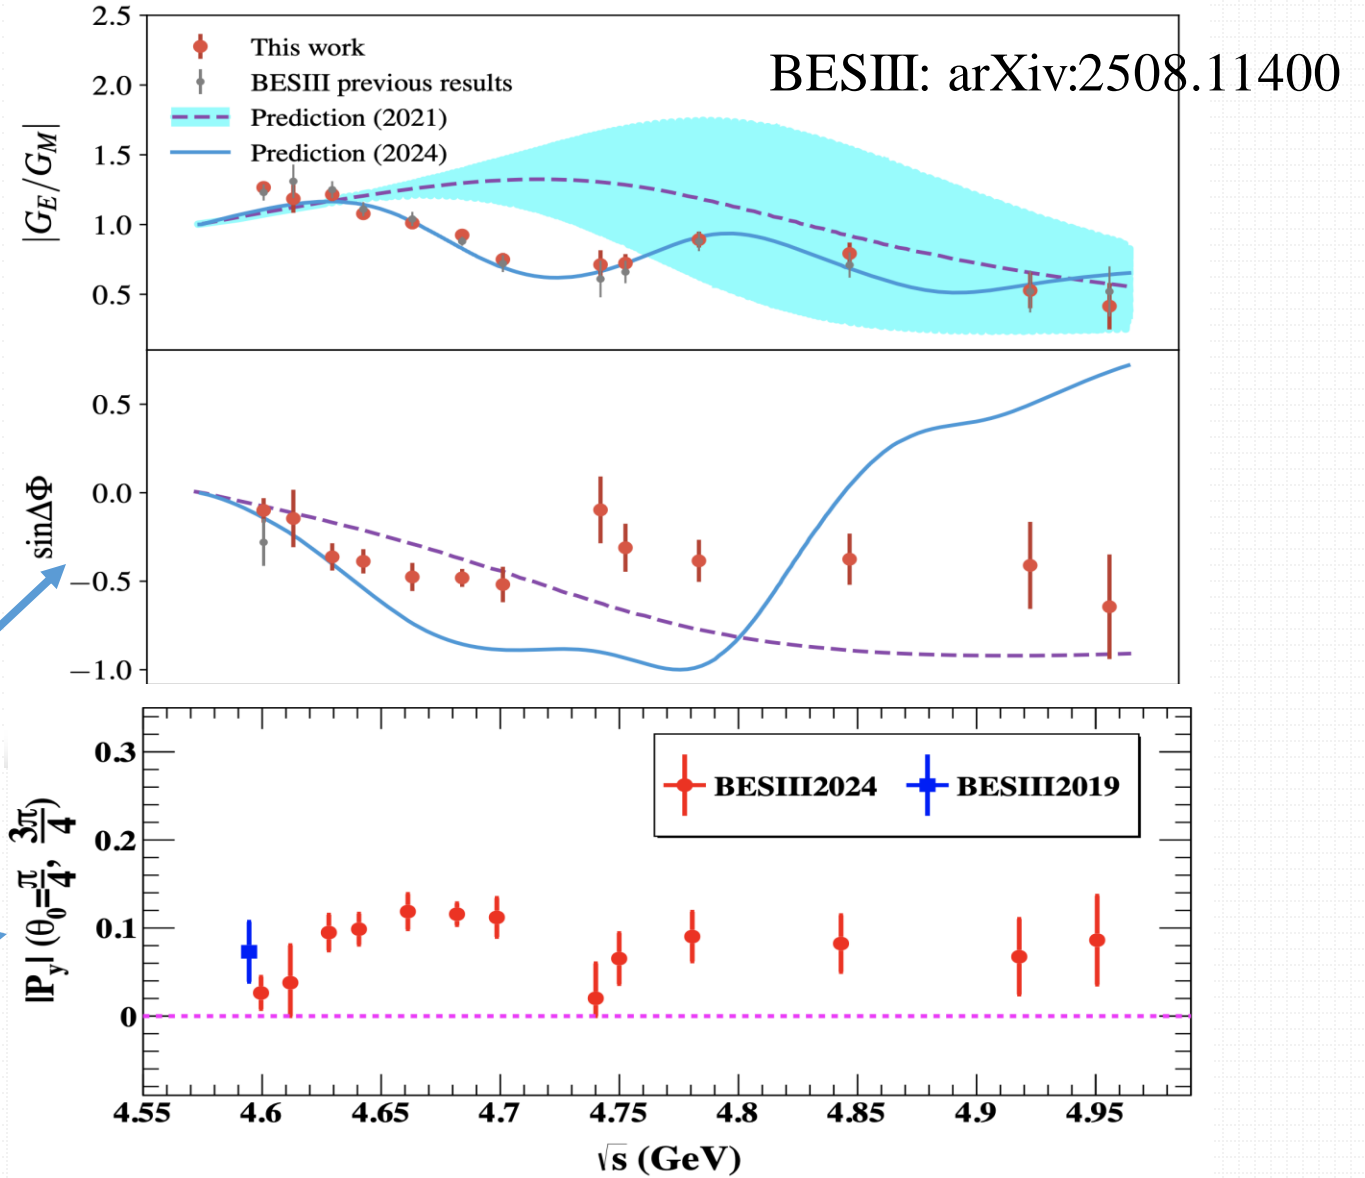 BESIII: arXiv:2508.11400
2.5
2.0
1.5
1.0
0.5
|G_E/G_M|
This work
BESIII previous results
Prediction (2021)
Prediction (2024)
0.5
0.0
−0.5
−1.0
sinΔΦ
0.3
0.2
0.1
0
|P_y| (θ_0=π/4, 3π/4)
BESIII2024 BESIII2019
4.55 4.6 4.65 4.7 4.75 4.8 4.85 4.9 4.95
√s (GeV)